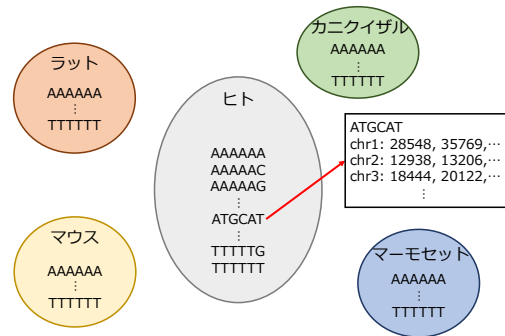 ラット
AAAAAA
⋮
TTTTTT
ヒト
AAAAAA
AAAAAC
AAAAAG
⋮
ATGCAT
⋮
TTTTTG
TTTTTT
カニクイザル
AAAAAA
⋮
TTTTTT
ATGCAT
chr1: 28548, 35769,…
chr2: 12938, 13206,…
chr3: 18444, 20122,…
⋮
マウス
AAAAAA
⋮
TTTTTT
マーモセット
AAAAAA
⋮
TTTTTT